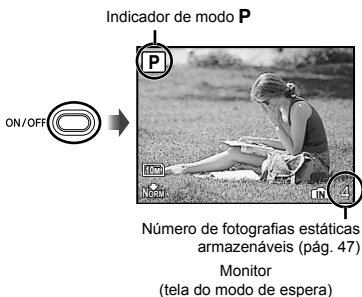 Indicador de modo P
P
ON/OFF
10M
NORM
IN 4
Número de fotografias estáticas
armazenáveis (pág. 47)
Monitor
(tela do modo de espera)